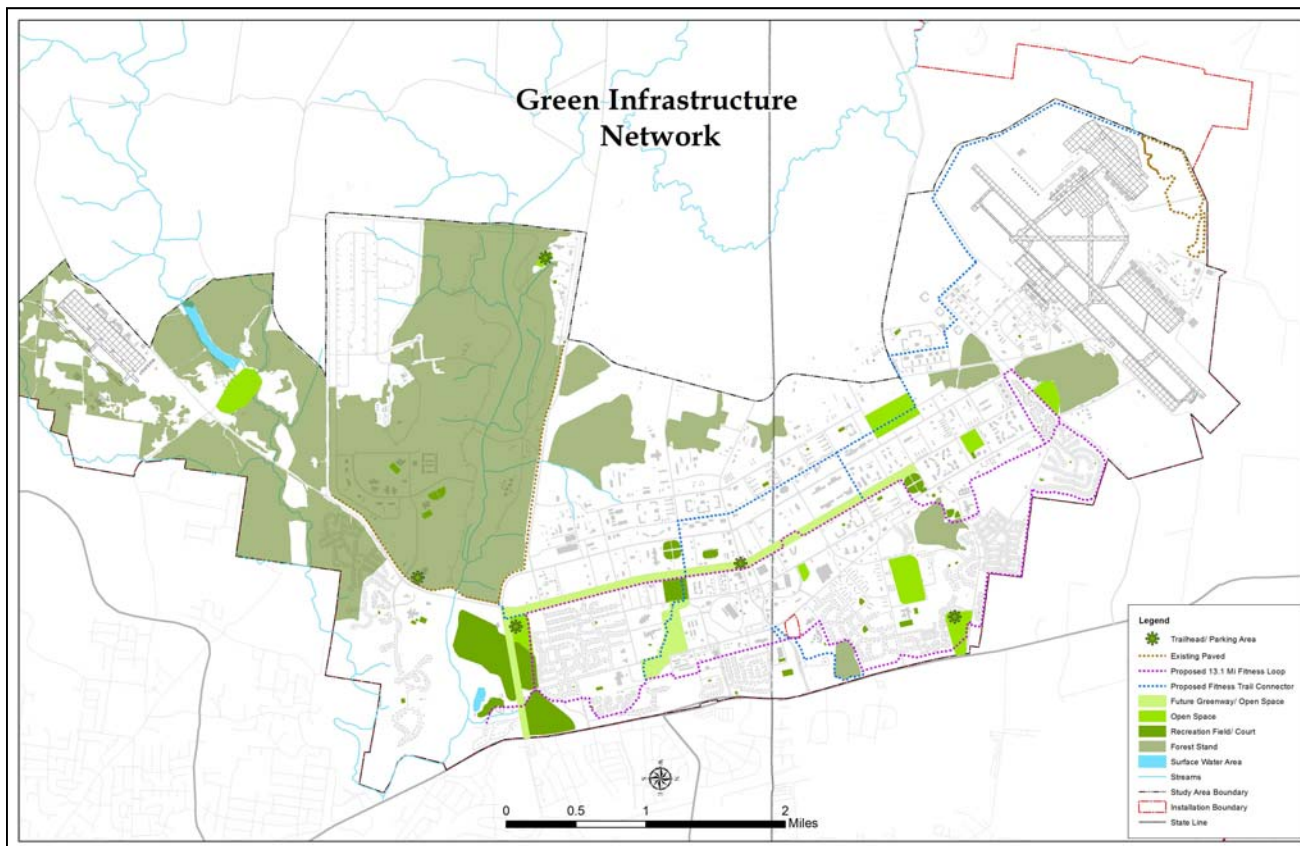 Green Infrastructure
Network
Legend
Trailhead/ Parking Area
Existing Paved
Proposed 13.1 Mi Fitness Loop
Proposed Fitness Trail Connector
Future Greenway/ Open Space
Open Space
Recreation Field/ Court
Forest Stand
Surface Water Area
Streams
Study Area Boundary
Installation Boundary
State Line
0 0.5 1 2
Miles